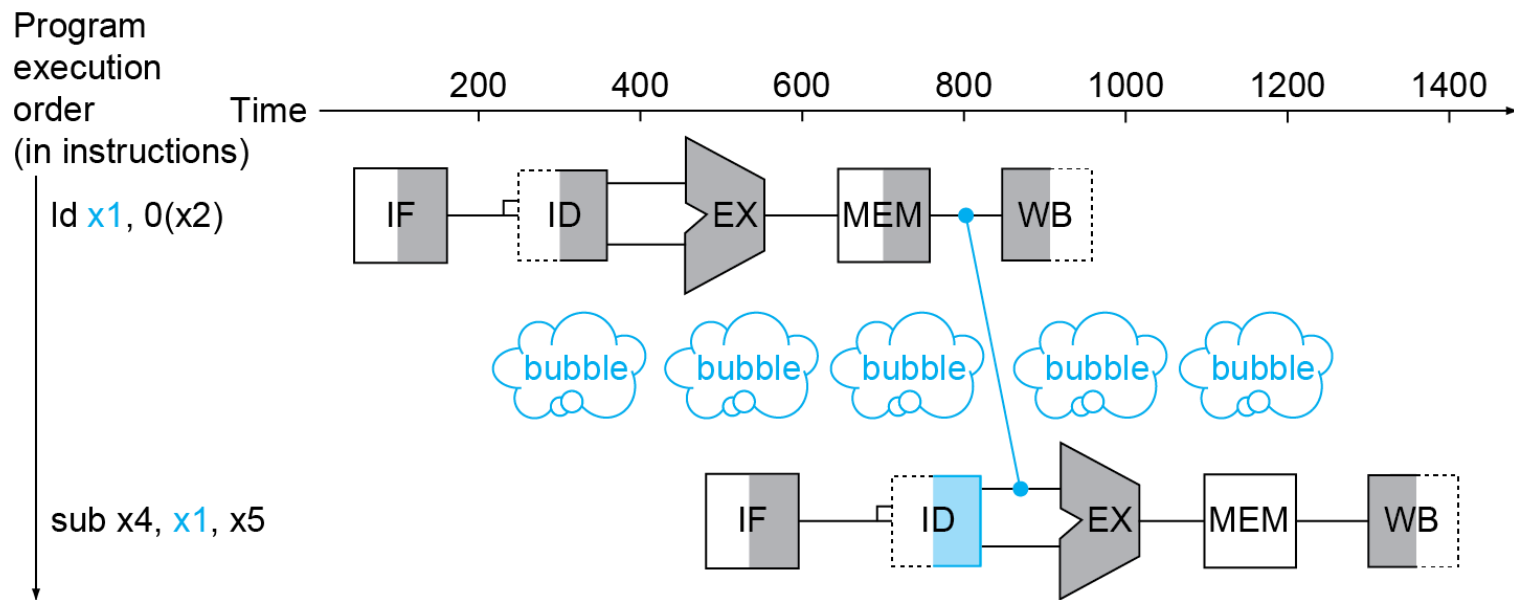 Program
execution
order
(in instructions)
Time
200 400 600 800 1000 1200 1400
ld x1, 0(x2)
IF ID EX MEM WB
bubble bubble bubble bubble bubble
sub x4, x1, x5
IF ID EX MEM WB